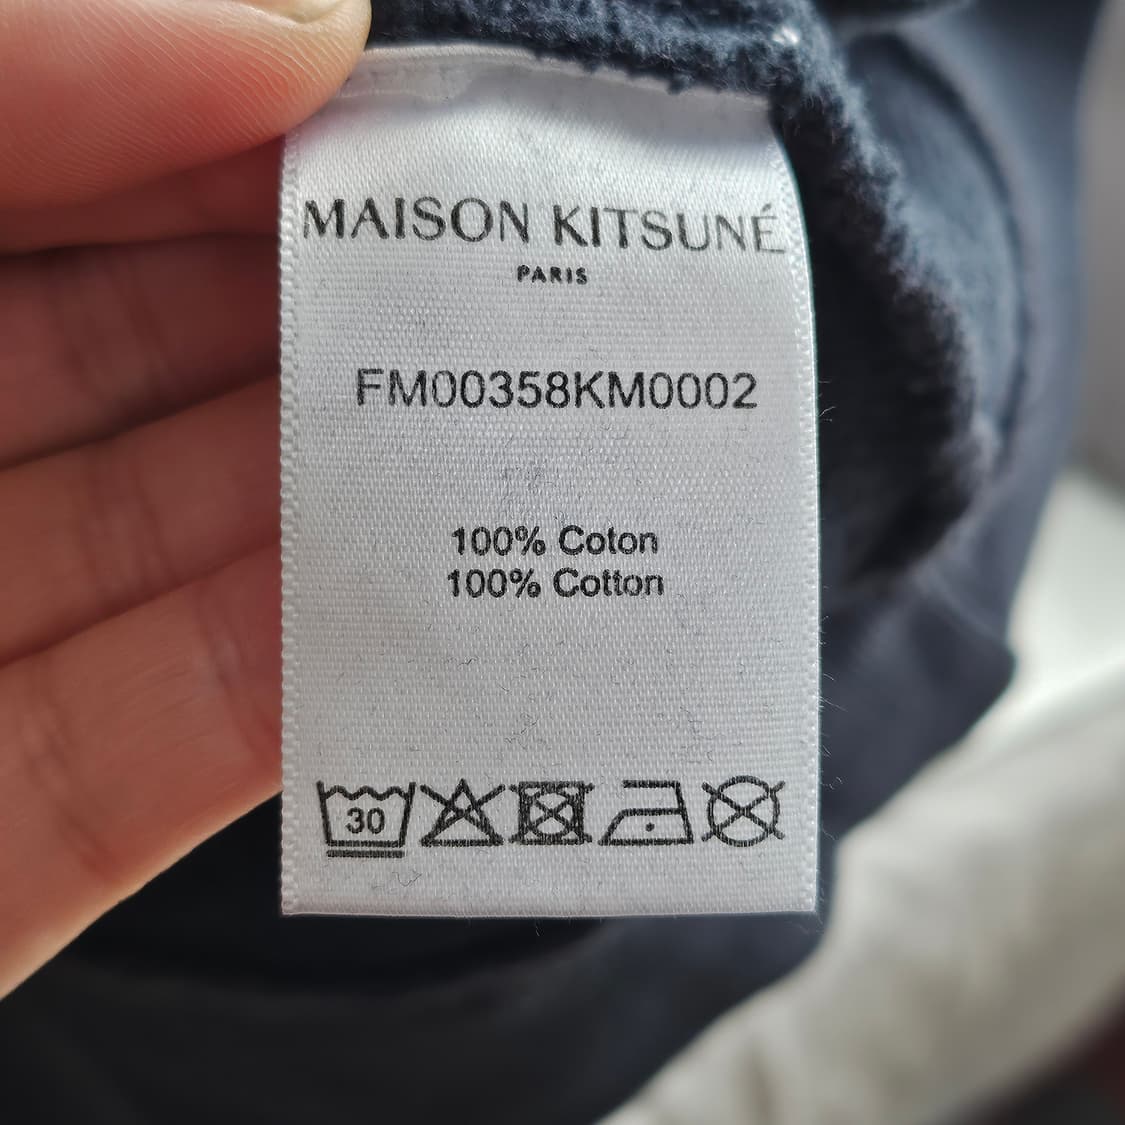 MAISON KITSUNÉ
PARIS
FM00358KM0002
100% Coton
100% Cotton
30